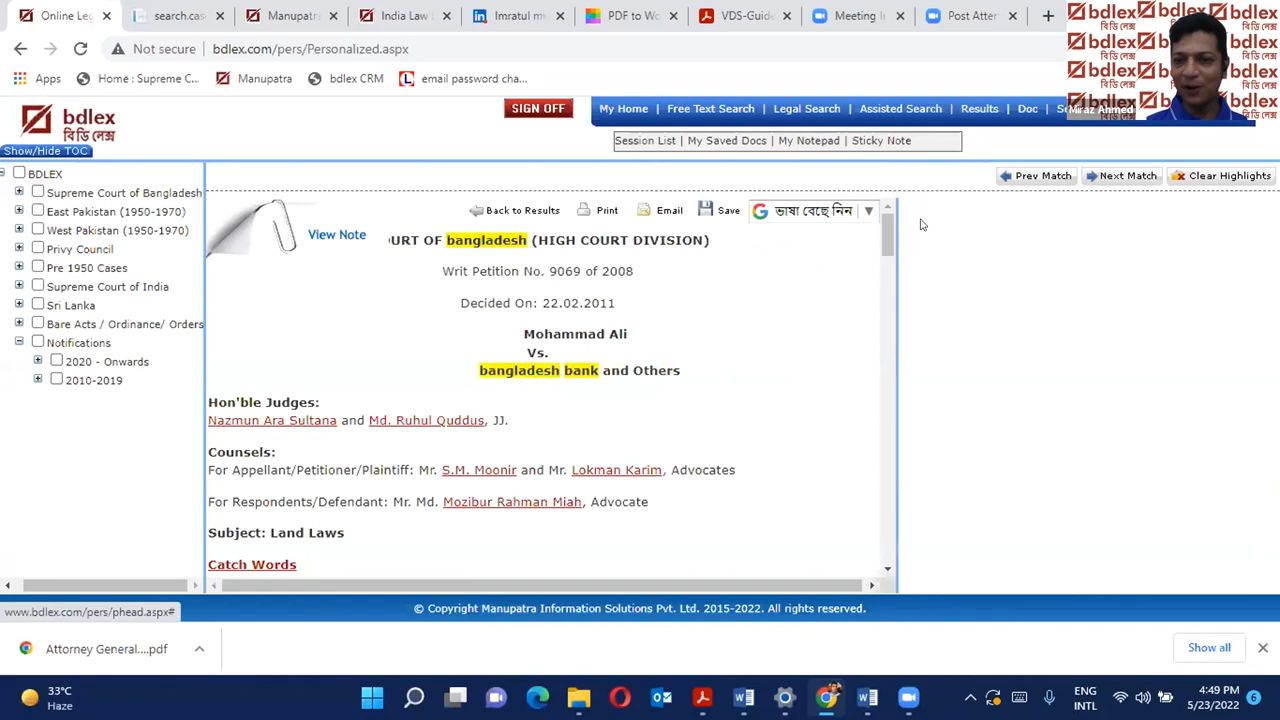 Online Leg
search.cas
Manupatra
India Law L
Imratul m
PDF to Wo
VDS-Guide
Meeting In
Post Atten
Not secure
bdlex.com/pers/Personalized.aspx
Apps
Home : Supreme C...
Manupatra
bdlex CRM
email password cha...
bdlex
বিডি লেক্স
Miraz Ahmed
bdlex
বিডি লেক্স
SIGN OFF
My Home | Free Text Search | Legal Search | Assisted Search | Results | Doc |
Session List | My Saved Docs | My Notepad | Sticky Note
Show/Hide TOC
Prev Match
Next Match
Clear Highlights
BDLEX
Supreme Court of Bangladesh
East Pakistan (1950-1970)
West Pakistan (1950-1970)
Privy Council
Pre 1950 Cases
Supreme Court of India
Sri Lanka
Bare Acts / Ordinance/ Orders
Notifications
2020 - Onwards
2010-2019
View Note
Back to Results
Print
Email
Save
ভাষা বেছে নিন
URT OF bangladesh (HIGH COURT DIVISION)
Writ Petition No. 9069 of 2008
Decided On: 22.02.2011
Mohammad Ali
Vs.
bangladesh bank and Others
Hon'ble Judges:
Nazmun Ara Sultana and Md. Ruhul Quddus, JJ.
Counsels:
For Appellant/Petitioner/Plaintiff: Mr. S.M. Moonir and Mr. Lokman Karim, Advocates
For Respondents/Defendant: Mr. Md. Mozibur Rahman Miah, Advocate
Subject: Land Laws
Catch Words
www.bdlex.com/pers/phead.aspx#
© Copyright Manupatra Information Solutions Pvt. Ltd. 2015-2022. All rights reserved.
Attorney General....pdf
Show all
33°C
Haze
ENG
INTL
4:49 PM
5/23/2022
6